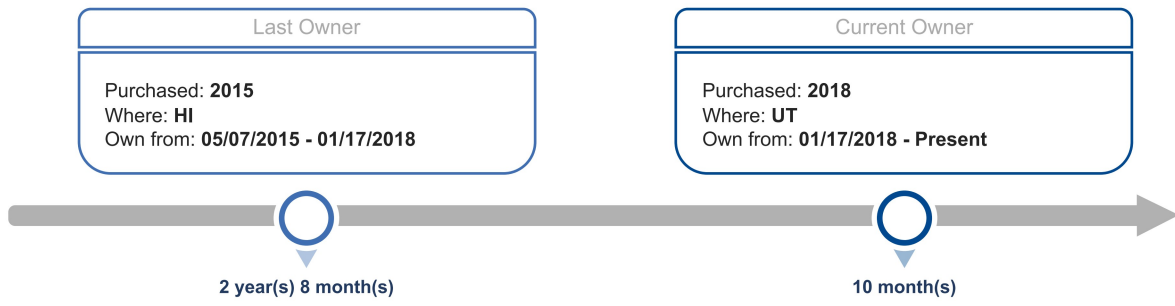 Last Owner
Purchased: 2015
Where: HI
Own from: 05/07/2015 - 01/17/2018
2 year(s) 8 month(s)
Current Owner
Purchased: 2018
Where: UT
Own from: 01/17/2018 - Present
10 month(s)